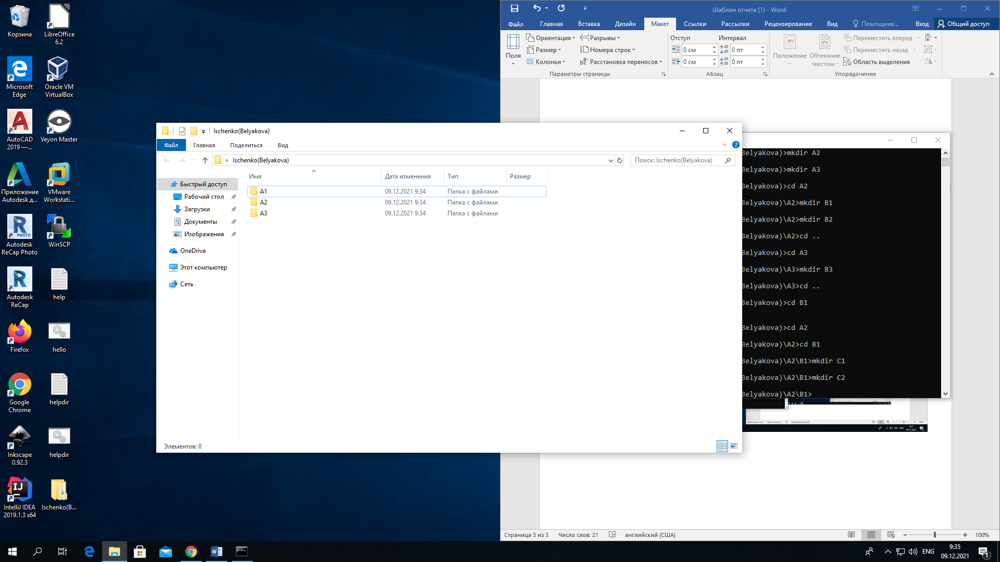 Корзина
LibreOffice
6.2
Microsoft
Edge
Oracle VM
VirtualBox
AutoCAD
2019 —...
Veyon Master
Приложение
Autodesk д...
VMware
Workstati...
Autodesk
ReCap Photo
WinSCP
Autodesk
ReCap
help
Firefox
hello
Google
Chrome
helpdir
Inkscape
0.92.3
helpdir
IntelliJ IDEA
2019.1.3 x64
Ischenko(B...
Шаблон отчета (1) - Word
Файл Главная Вставка Дизайн Макет Ссылки Рассылки Рецензирование Вид Помощник... Вход Общий доступ
Поля
Ориентация
Размер
Колонки
Разрывы
Номера строк
Расстановка переносов
Параметры страницы
Отступ
0 см
0 см
Интервал
0 пт
0 пт
Абзац
Положение
Обтекание
текстом
Переместить вперед
Переместить назад
Область выделения
Упорядочение
Ischenko(Belyakova)
Файл Главная Поделиться Вид
Ischenko(Belyakova)
Поиск: Ischenko(Belyakova)
Быстрый доступ
Рабочий стол
Загрузки
Документы
Изображения
OneDrive
Этот компьютер
Сеть
Имя Дата изменения Тип Размер
A1 09.12.2021 9:34 Папка с файлами
A2 09.12.2021 9:34 Папка с файлами
A3 09.12.2021 9:34 Папка с файлами
Элементов: 0
Belyakova)>mkdir A2
Belyakova)>mkdir A3
Belyakova)>cd A2
Belyakova)\A2>mkdir B1
Belyakova)\A2>mkdir B2
Belyakova)\A2>cd ..
Belyakova)>cd A3
Belyakova)\A3>mkdir B3
Belyakova)\A3>cd ..
Belyakova)>cd B1
Belyakova)>cd A2
Belyakova)\A2>cd B1
Belyakova)\A2\B1>mkdir C1
Belyakova)\A2\B1>mkdir C2
Belyakova)\A2\B1>
Страница 3 из 3 Число слов: 21 английский (США) 100%
ENG
9:35
09.12.2021
1